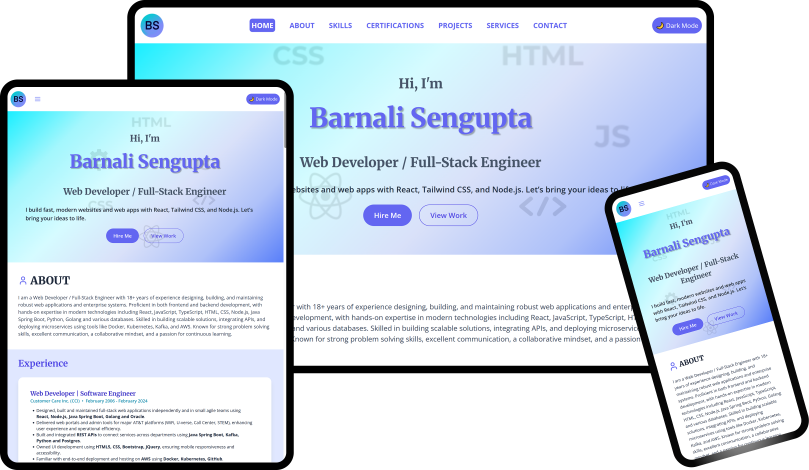 BS
HOME
ABOUT
SKILLS
CERTIFICATIONS
PROJECTS
SERVICES
CONTACT
🌙 Dark Mode
CSS
HTML
JS
Hi, I'm
Barnali Sengupta
Web Developer / Full-Stack Engineer
ebsites and web apps with React, Tailwind CSS, and Node.js. Let's bring your ideas to lif
Hire Me
View Work
</>
with 18+ years of experience designing, building, and maintaining robust web applications and enterp
evelopment, with hands-on expertise in modern technologies including React, JavaScript, TypeScript, HT
and various databases. Skilled in building scalable solutions, integrating APIs, and deploying microservice
Known for strong problem solving skills, excellent communication, a collaborative mindset, and a passion
BS
🌙 Dark Mode
HTML
CSS
Hi, I'm
Barnali Sengupta
Web Developer / Full-Stack Engineer
I build fast, modern websites and web apps with React, Tailwind CSS, and Node.js. Let's
bring your ideas to life.
Hire Me
View Work
</>
ABOUT
I am a Web Developer / Full-Stack Engineer with 18+ years of experience designing, building, and maintaining
robust web applications and enterprise systems. Proficient in both frontend and backend development, with
hands-on expertise in modern technologies including React, JavaScript, TypeScript, HTML, CSS, Node.js, Java
Spring Boot, Python, Golang and various databases. Skilled in building scalable solutions, integrating APIs, and
deploying microservices using tools like Docker, Kubernetes, Kafka, and AWS. Known for strong problem solving
skills, excellent communication, a collaborative mindset, and a passion for continuous learning.
Experience
Web Developer | Software Engineer
Customer Care Inc. (CCI) • February 2006 - February 2024
• Designed, built and maintained full-stack web applications independently and in small agile teams using
React, Node.js, Java Spring Boot, Golang and Oracle.
• Delivered web portals and admin tools for major AT&T platforms (WiFi, U-verse, Call Center, STEM), enhancing
user experience and operational efficiency.
• Built and integrated REST APIs to connect services across departments using Java Spring Boot, Kafka,
Python and Postgres.
• Owned UI development using HTML5, CSS, Bootstrap, JQuery, ensuring mobile responsiveness and
accessibility.
• Familiar with end-to-end deployment and hosting on AWS using Docker, Kubernetes, GitHub.
BS
🌙 Dark Mode
HTML
Hi, I'm
Barnali Sengupta
Web Developer / Full-Stack
Engineer
I build fast, modern websites and web apps
with React, Tailwind CSS, and Node.js. Let's
bring your ideas to life.
Hire Me
View Work
ABOUT
I am a Web Developer / Full-Stack Engineer with 18+
years of experience designing, building, and
maintaining robust web applications and enterprise
systems. Proficient in both frontend and backend
development, with hands-on expertise in modern
technologies including React, JavaScript, TypeScript,
HTML, CSS, Node.js, Java Spring Boot, Python, Golang
and various databases. Skilled in building scalable
solutions, integrating APIs, and deploying
microservices using tools like Docker, Kubernetes,
Kafka, and AWS. Known for strong problem solving
skills, excellent communication, a collaborative